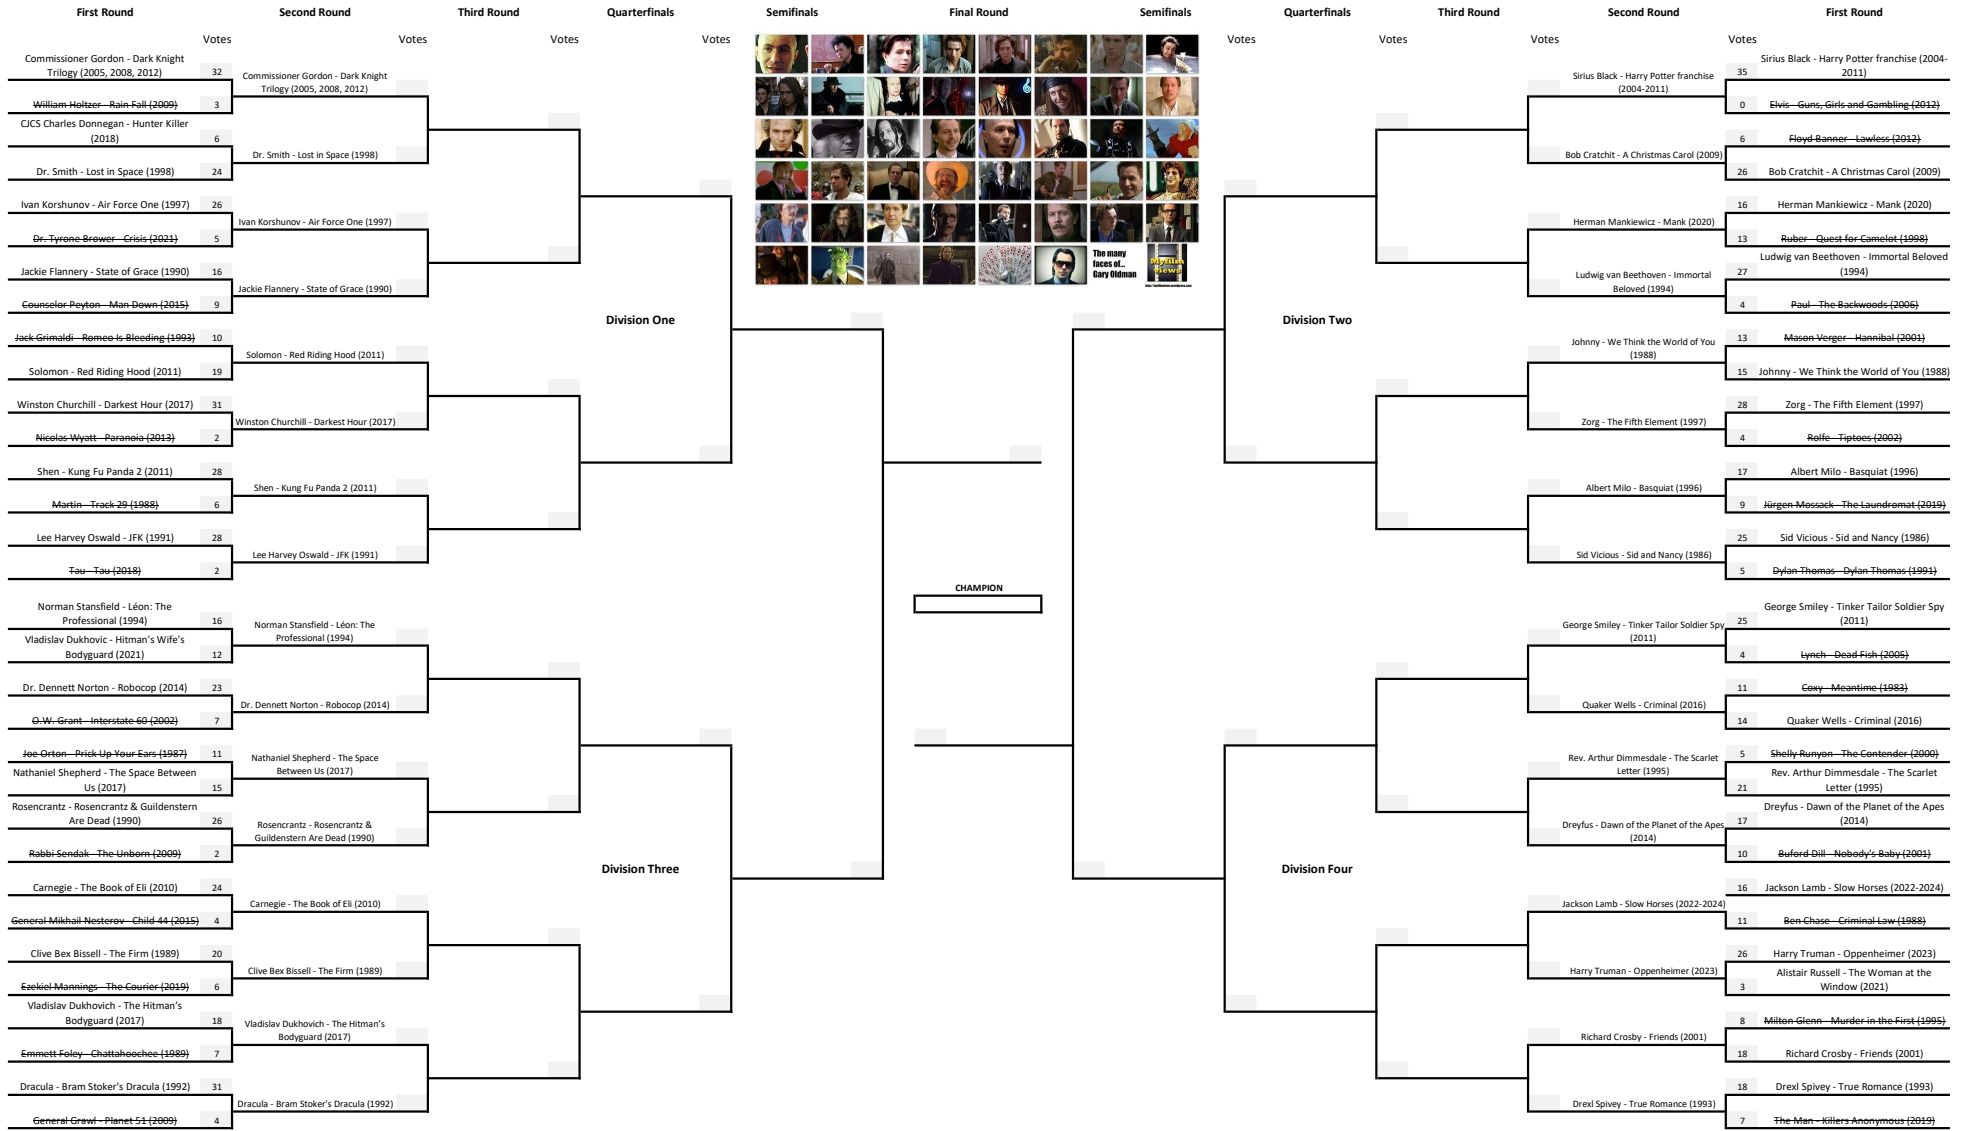 First Round
Second Round
Third Round
Quarterfinals
Semifinals
Final Round
Semifinals
Quarterfinals
Third Round
Second Round
First Round
Votes
Votes
Votes
Votes
Votes
Votes
Votes
Votes
Commissioner Gordon - Dark Knight
Trilogy (2005, 2008, 2012)
32
William Holtzer - Rain Fall (2009)
3
CJCS Charles Donnegan - Hunter Killer
(2018)
6
Dr. Smith - Lost in Space (1998)
24
Ivan Korshunov - Air Force One (1997)
26
Dr. Tyrone Brower - Crisis (2021)
5
Jackie Flannery - State of Grace (1990)
16
Counselor Peyton - Man Down (2015)
9
Jack Grimaldi - Romeo Is Bleeding (1993)
10
Solomon - Red Riding Hood (2011)
19
Winston Churchill - Darkest Hour (2017)
31
Nicolas Wyatt - Paranoia (2013)
2
Shen - Kung Fu Panda 2 (2011)
28
Martin - Track 29 (1988)
6
Lee Harvey Oswald - JFK (1991)
28
Tau - Tau (2018)
2
Norman Stansfield - Léon: The
Professional (1994)
16
Vladislav Dukhovic - Hitman's Wife's
Bodyguard (2021)
12
Dr. Dennett Norton - Robocop (2014)
23
O.W. Grant - Interstate 60 (2002)
7
Joe Orton - Prick Up Your Ears (1987)
11
Nathaniel Shepherd - The Space Between
Us (2017)
15
Rosencrantz - Rosencrantz & Guildenstern
Are Dead (1990)
26
Rabbi Sendak - The Unborn (2009)
2
Carnegie - The Book of Eli (2010)
24
General Mikhail Nesterov - Child 44 (2015)
4
Clive Bex Bissell - The Firm (1989)
20
Ezekiel Mannings - The Courier (2019)
6
Vladislav Dukhovich - The Hitman’s
Bodyguard (2017)
18
Emmett Foley - Chattahoochee (1989)
7
Dracula - Bram Stoker's Dracula (1992)
31
General Grawl - Planet 51 (2009)
4
Commissioner Gordon - Dark Knight
Trilogy (2005, 2008, 2012)
Dr. Smith - Lost in Space (1998)
Ivan Korshunov - Air Force One (1997)
Jackie Flannery - State of Grace (1990)
Solomon - Red Riding Hood (2011)
Winston Churchill - Darkest Hour (2017)
Shen - Kung Fu Panda 2 (2011)
Lee Harvey Oswald - JFK (1991)
Norman Stansfield - Léon: The
Professional (1994)
Dr. Dennett Norton - Robocop (2014)
Nathaniel Shepherd - The Space
Between Us (2017)
Rosencrantz - Rosencrantz &
Guildenstern Are Dead (1990)
Carnegie - The Book of Eli (2010)
Clive Bex Bissell - The Firm (1989)
Vladislav Dukhovich - The Hitman’s
Bodyguard (2017)
Dracula - Bram Stoker's Dracula (1992)
Division One
Division Three
The many
faces of...
Gary Oldman
Myfilm
views
CHAMPION
Division Two
Division Four
Sirius Black - Harry Potter franchise
(2004-2011)
Bob Cratchit - A Christmas Carol (2009)
Herman Mankiewicz - Mank (2020)
Ludwig van Beethoven - Immortal
Beloved (1994)
Johnny - We Think the World of You
(1988)
Zorg - The Fifth Element (1997)
Albert Milo - Basquiat (1996)
Sid Vicious - Sid and Nancy (1986)
George Smiley - Tinker Tailor Soldier Spy
(2011)
Quaker Wells - Criminal (2016)
Rev. Arthur Dimmesdale - The Scarlet
Letter (1995)
Dreyfus - Dawn of the Planet of the Apes
(2014)
Jackson Lamb - Slow Horses (2022-2024)
Harry Truman - Oppenheimer (2023)
Richard Crosby - Friends (2001)
Drexl Spivey - True Romance (1993)
Sirius Black - Harry Potter franchise (2004-
2011)
35
0
Elvis - Guns, Girls and Gambling (2012)
6
Floyd Banner - Lawless (2012)
26
Bob Cratchit - A Christmas Carol (2009)
16
Herman Mankiewicz - Mank (2020)
13
Ruber - Quest for Camelot (1998)
Ludwig van Beethoven - Immortal Beloved
(1994)
27
4
Paul - The Backwoods (2006)
13
Mason Verger - Hannibal (2001)
15
Johnny - We Think the World of You (1988)
28
Zorg - The Fifth Element (1997)
4
Rolfe - Tiptoes (2002)
17
Albert Milo - Basquiat (1996)
9
Jürgen Mossack - The Laundromat (2019)
25
Sid Vicious - Sid and Nancy (1986)
5
Dylan Thomas - Dylan Thomas (1991)
George Smiley - Tinker Tailor Soldier Spy
(2011)
25
4
Lynch - Dead Fish (2005)
11
Coxy - Meantime (1983)
14
Quaker Wells - Criminal (2016)
5
Shelly Runyon - The Contender (2000)
Rev. Arthur Dimmesdale - The Scarlet
Letter (1995)
21
Dreyfus - Dawn of the Planet of the Apes
(2014)
17
10
Buford Dill - Nobody's Baby (2001)
16
Jackson Lamb - Slow Horses (2022-2024)
11
Ben Chase - Criminal Law (1988)
26
Harry Truman - Oppenheimer (2023)
Alistair Russell - The Woman at the
Window (2021)
3
8
Milton Glenn - Murder in the First (1995)
18
Richard Crosby - Friends (2001)
18
Drexl Spivey - True Romance (1993)
7
The Man - Killers Anonymous (2019)